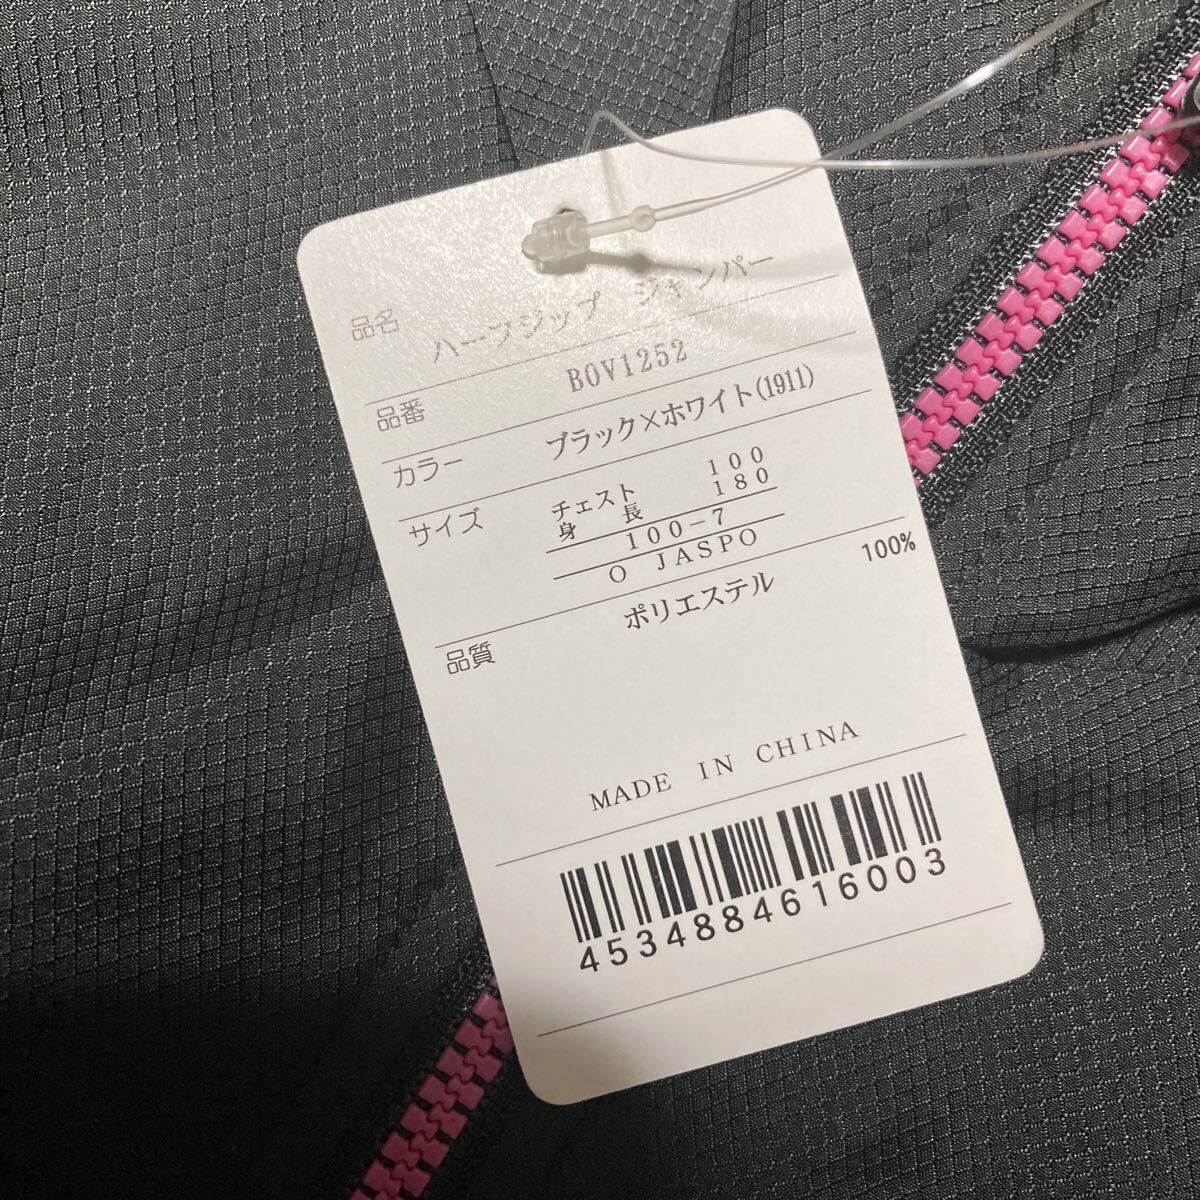 品名 ハーフジップ ジャンパー
品番 BOV1252
カラー ブラック×ホワイト(1911)
サイズ チェスト 100
身長 180
100-7
O JASPO
品質 ポリエステル 100%
MADE IN CHINA
4534884616003